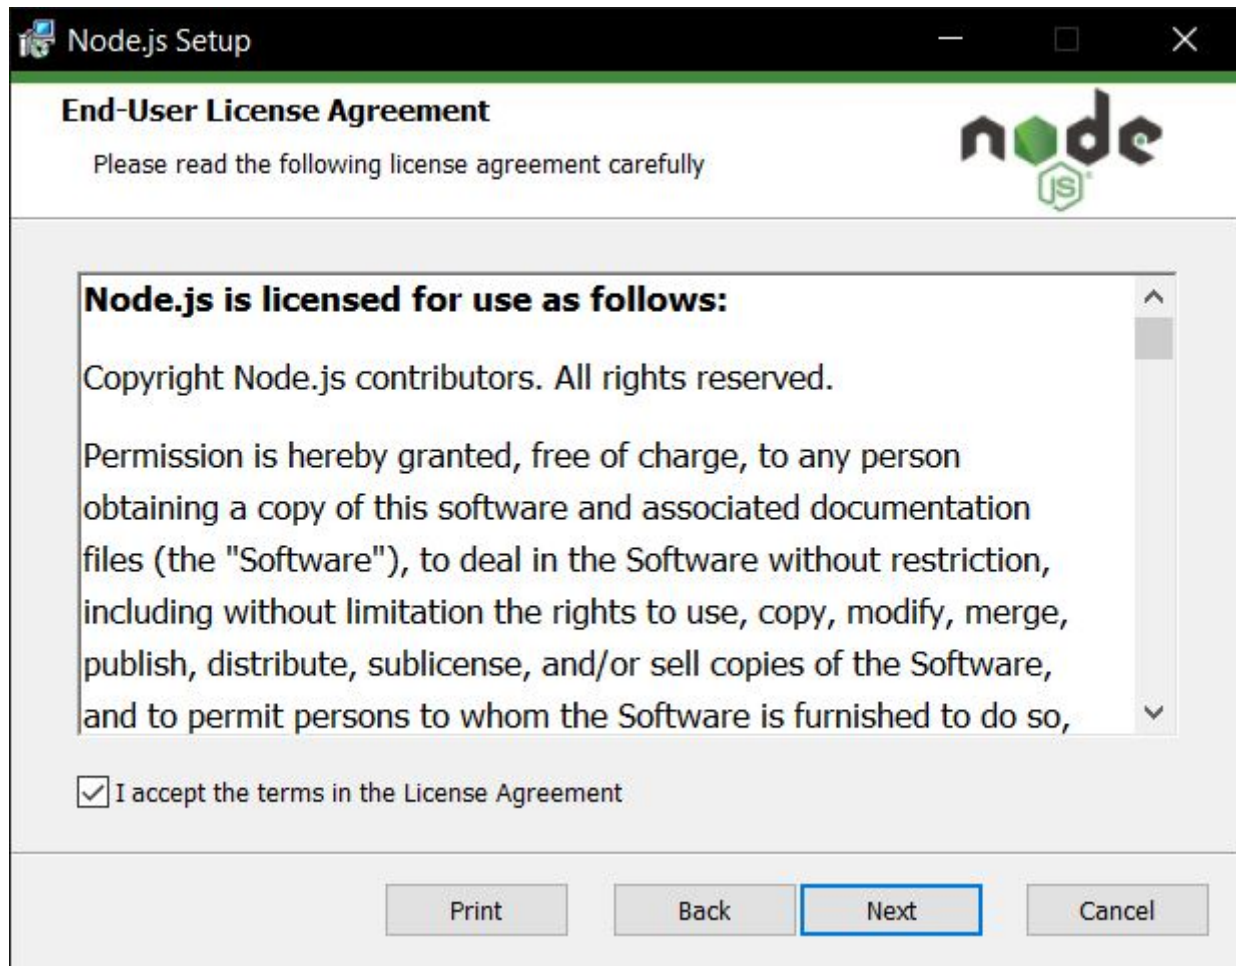 Node.js Setup
End-User License Agreement
Please read the following license agreement carefully
node
JS
Node.js is licensed for use as follows:
Copyright Node.js contributors. All rights reserved.
Permission is hereby granted, free of charge, to any person
obtaining a copy of this software and associated documentation
files (the "Software"), to deal in the Software without restriction,
including without limitation the rights to use, copy, modify, merge,
publish, distribute, sublicense, and/or sell copies of the Software,
and to permit persons to whom the Software is furnished to do so,
I accept the terms in the License Agreement
Print Back Next Cancel